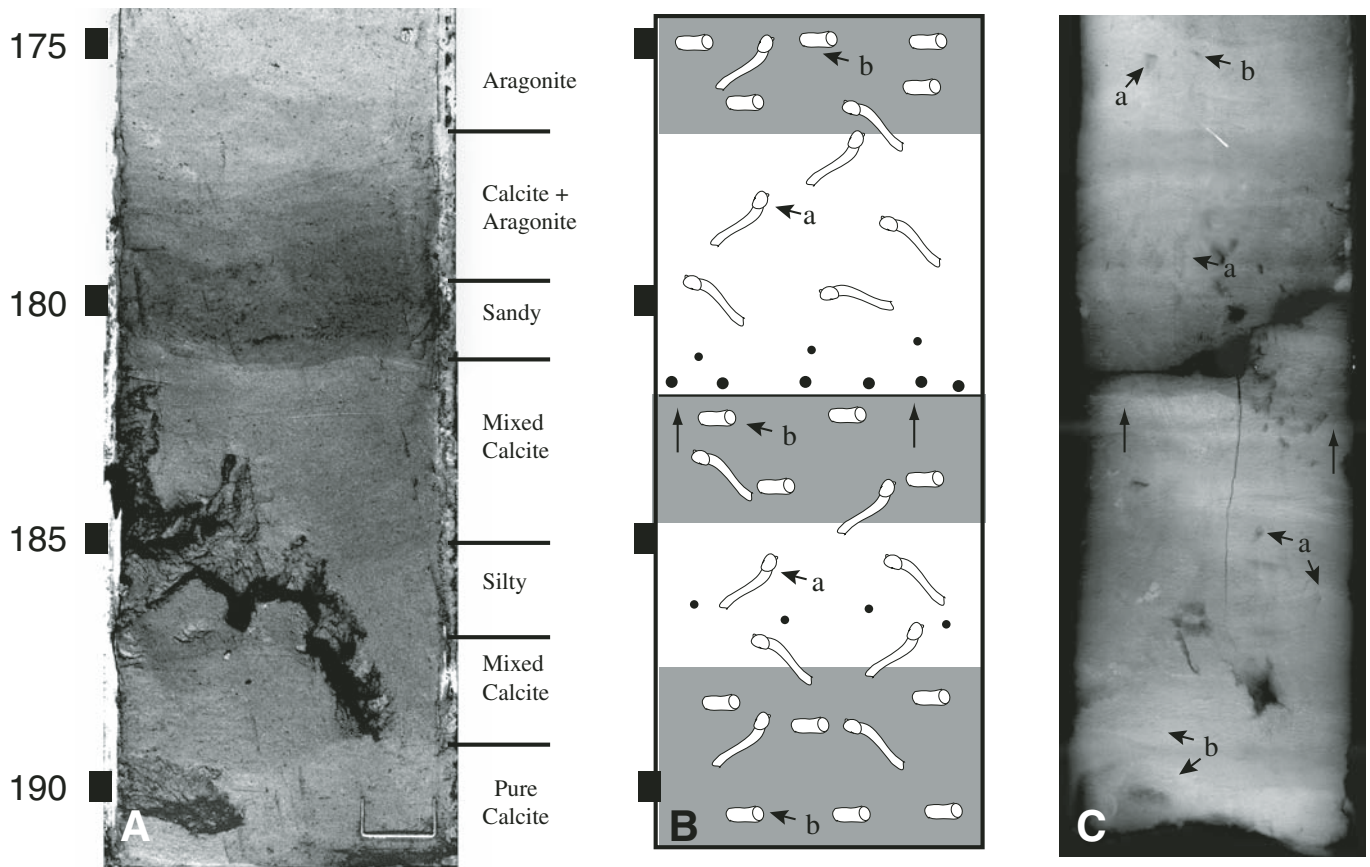 175
180
185
190
Aragonite
Calcite +
Aragonite
Sandy
Mixed
Calcite
Silty
Mixed
Calcite
Pure
Calcite
A
b
a
b
a
b
B
a
b
a
a
b
C